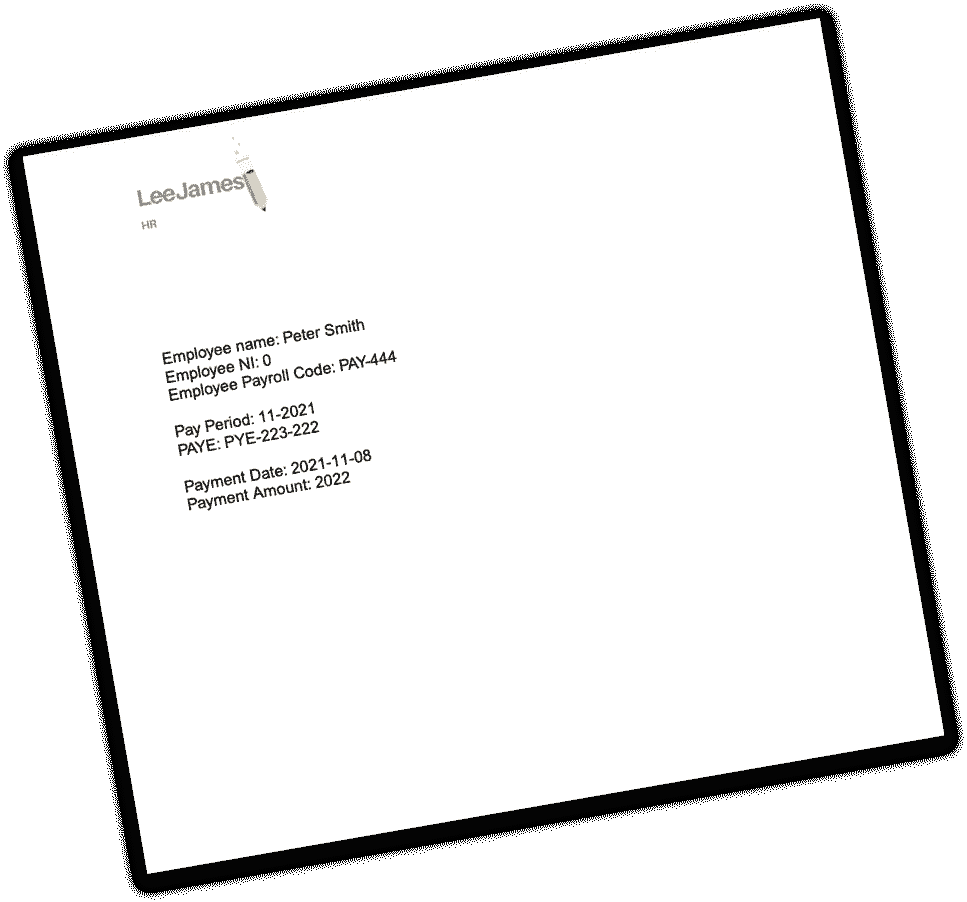 LeeJames
HR
Employee name: Peter Smith
Employee NI: 0
Employee Payroll Code: PAY-444
Pay Period: 11-2021
PAYE: PYE-223-222
Payment Date: 2021-11-08
Payment Amount: 2022